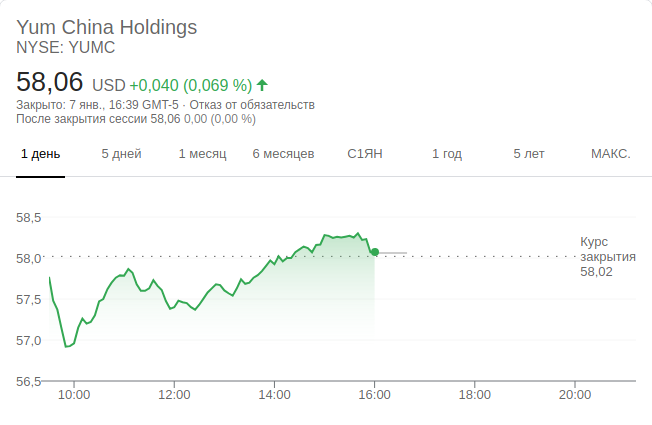 Yum China Holdings
NYSE: YUMC
58,06 USD +0,040 (0,069 %)
Закрыто: 7 янв., 16:39 GMT-5 · Отказ от обязательств
После закрытия сессии 58,06 0,00 (0,00 %)
1 день 5 дней 1 месяц 6 месяцев С1ЯН 1 год 5 лет МАКС.
58,5
Курс
58,0 закрытия
58,02
57,5
57,0
56,5
10:00 12:00 14:00 16:00 18:00 20:00